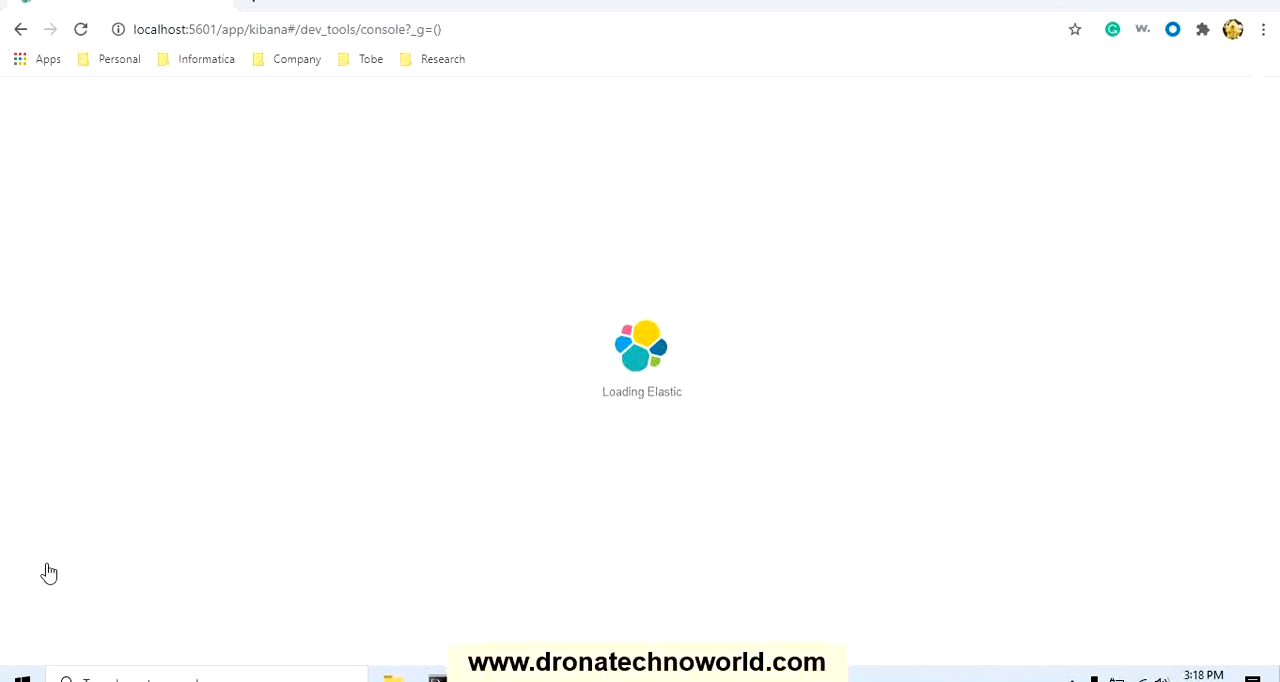 localhost:5601/app/kibana#/dev_tools/console?_g=()
w.
Apps Personal Informatica Company Tobe Research
Loading Elastic
www.dronatechnoworld.com
3:18 PM